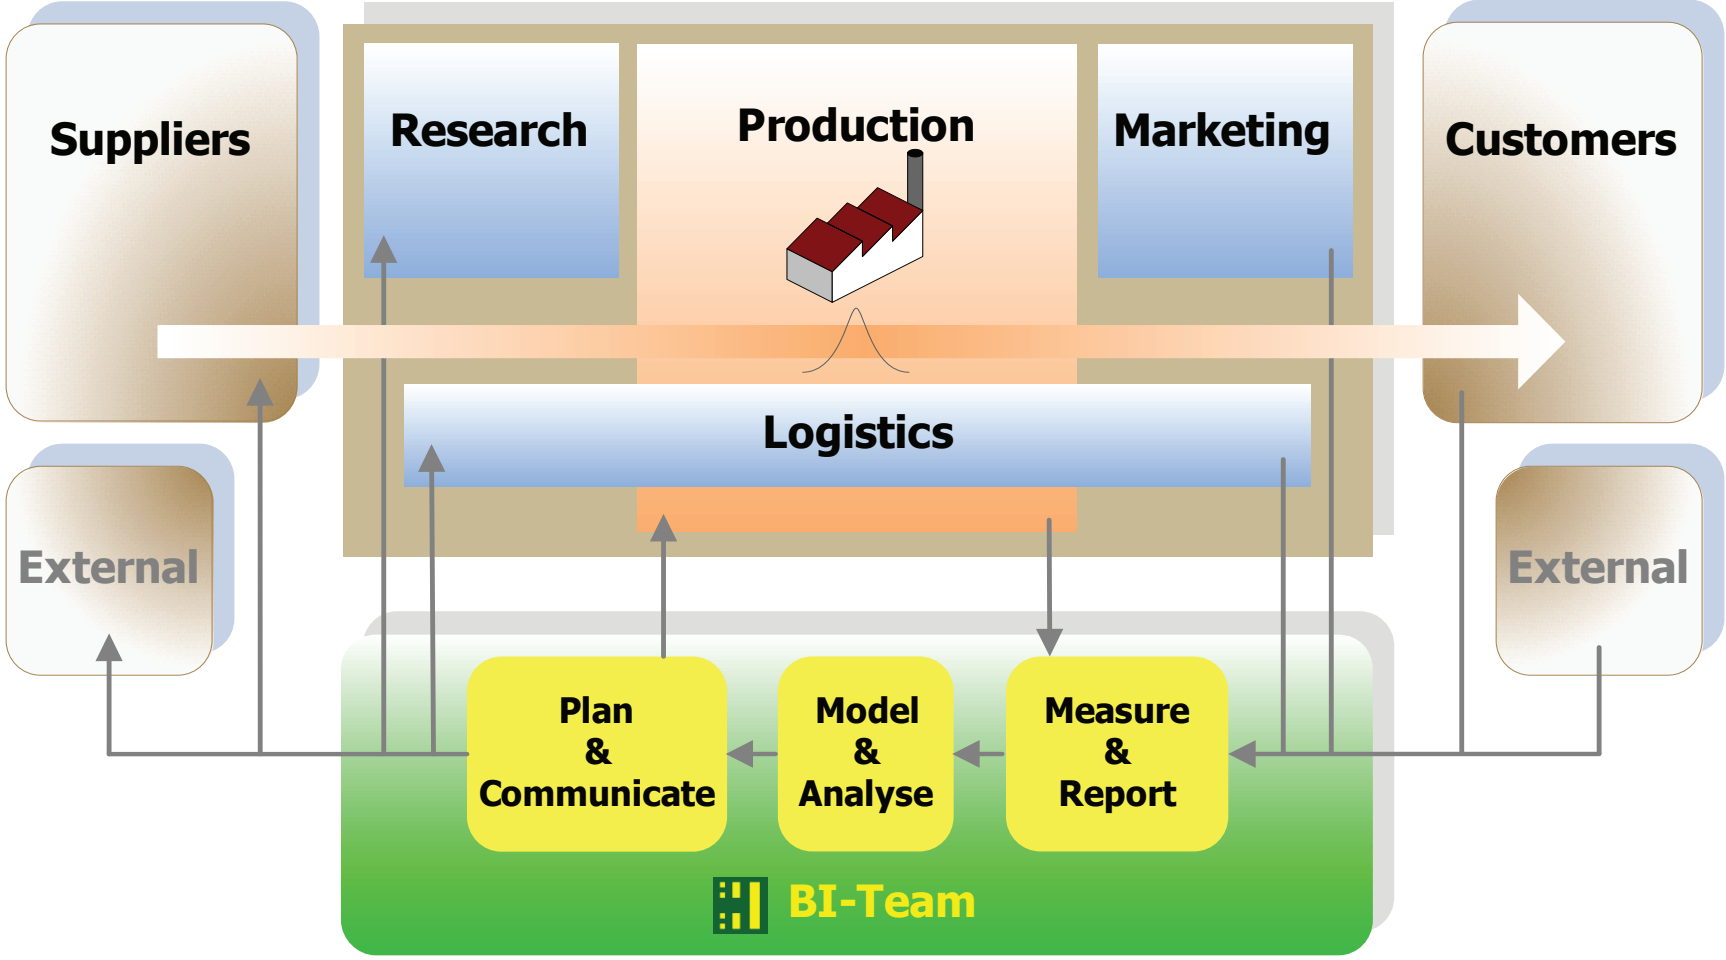 Suppliers
Research
Production
Marketing
Customers
Logistics
External
External
Plan
&
Communicate
Model
&
Analyse
Measure
&
Report
BI-Team